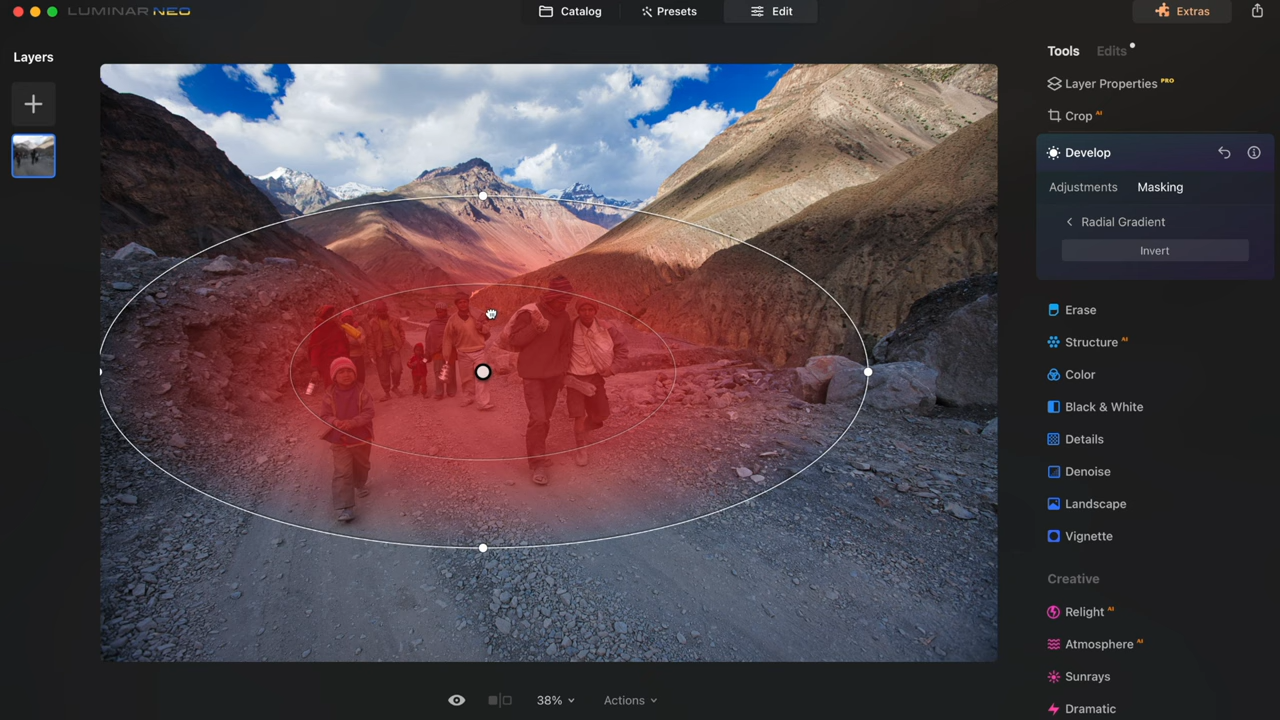 LUMINAR NEO
Catalog
Presets
Edit
Extras
Layers
Tools
Edits
Layer Properties PRO
Crop AI
Develop
Adjustments
Masking
Radial Gradient
Invert
Erase
Structure AI
Color
Black & White
Details
Denoise
Landscape
Vignette
Creative
Relight AI
Atmosphere AI
Sunrays
Dramatic
38%
Actions